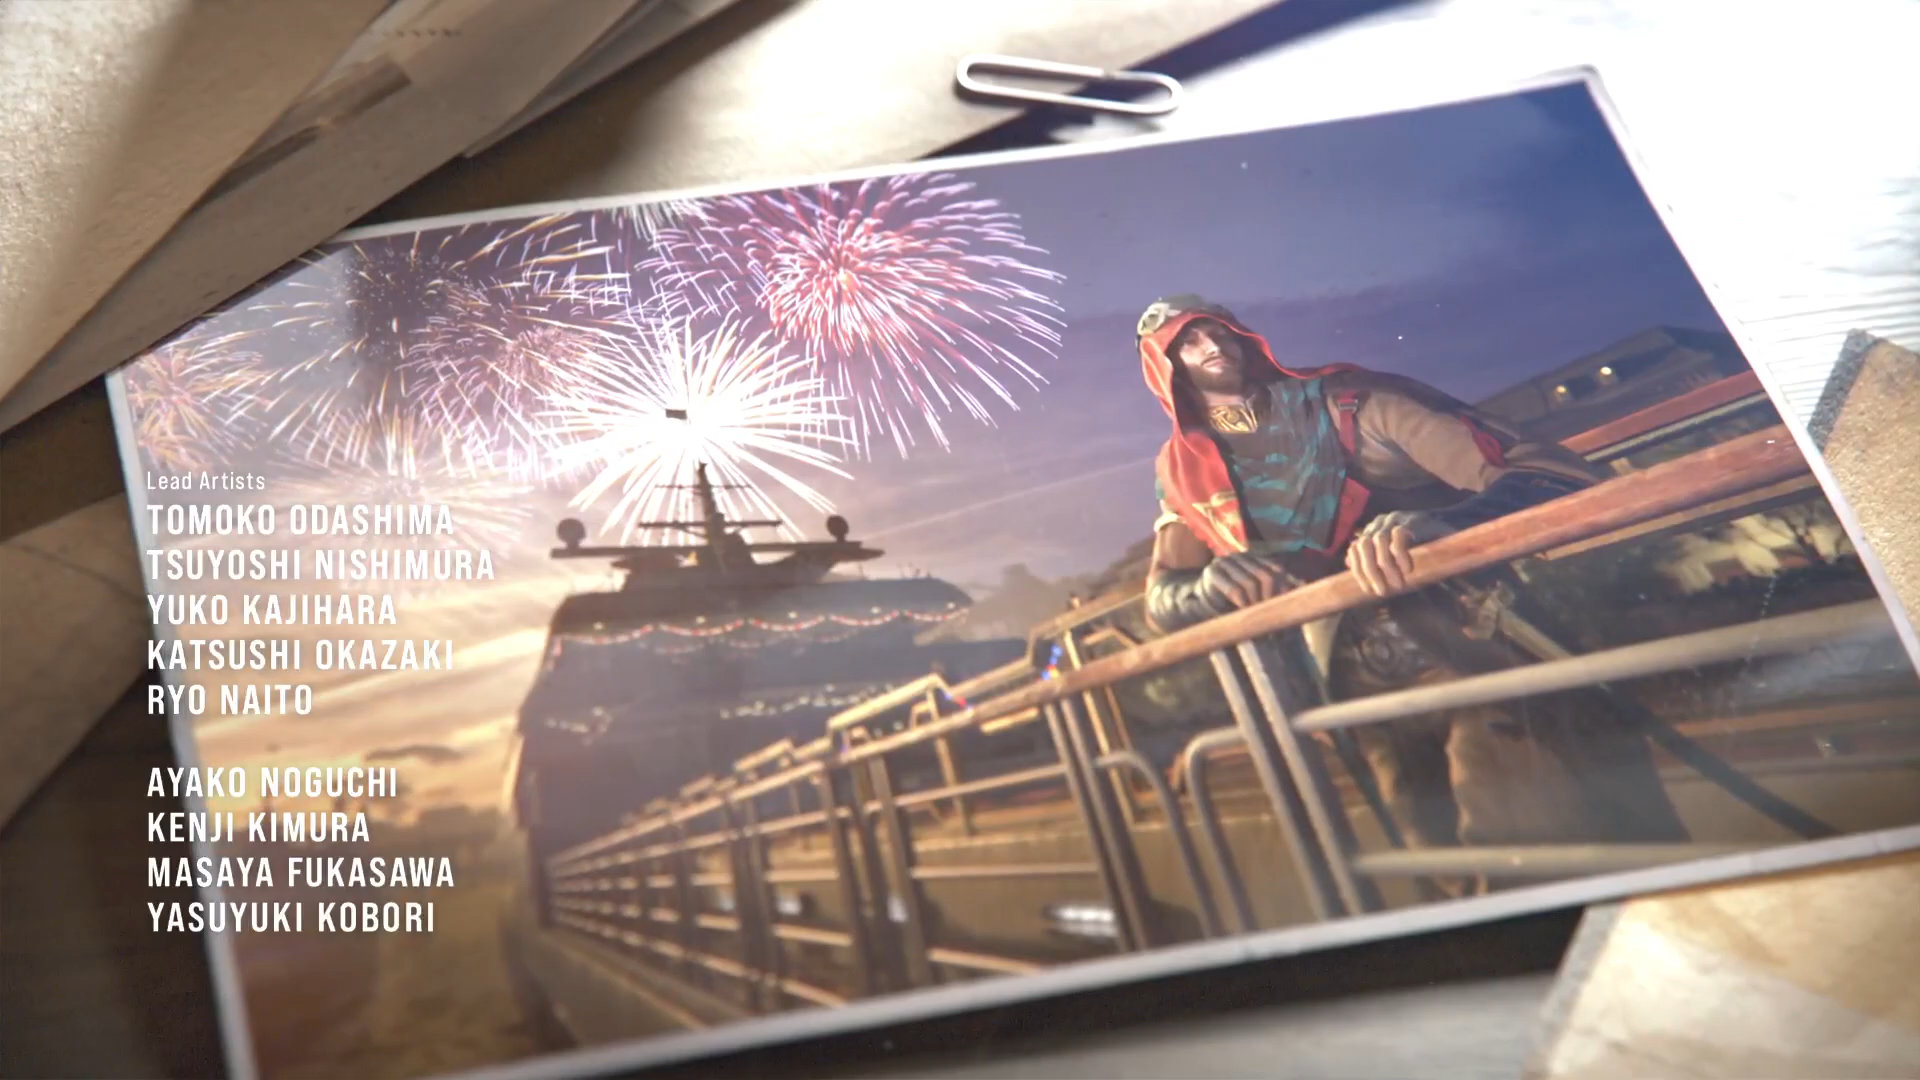 Lead Artists
TOMOKO ODASHIMA
TSUYOSHI NISHIMURA
YUKO KAJIHARA
KATSUSHI OKAZAKI
RYO NAITO
AYAKO NOGUCHI
KENJI KIMURA
MASAYA FUKASAWA
YASUYUKI KOBORI